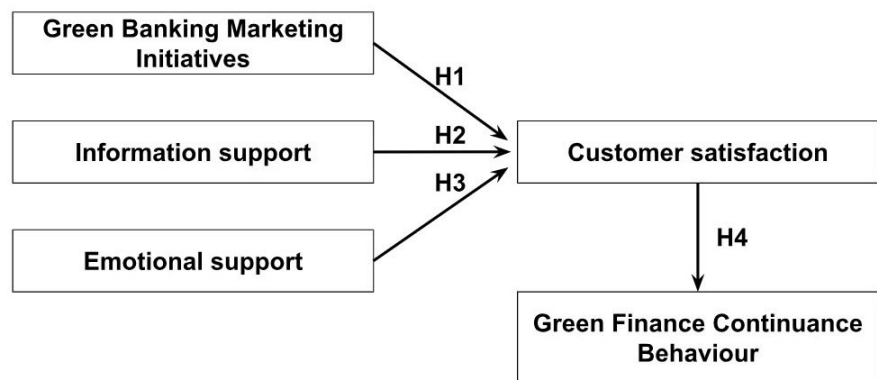 Green Banking Marketing
Initiatives
H1
Information support
H2
Customer satisfaction
H3
Emotional support
H4
Green Finance Continuance
Behaviour